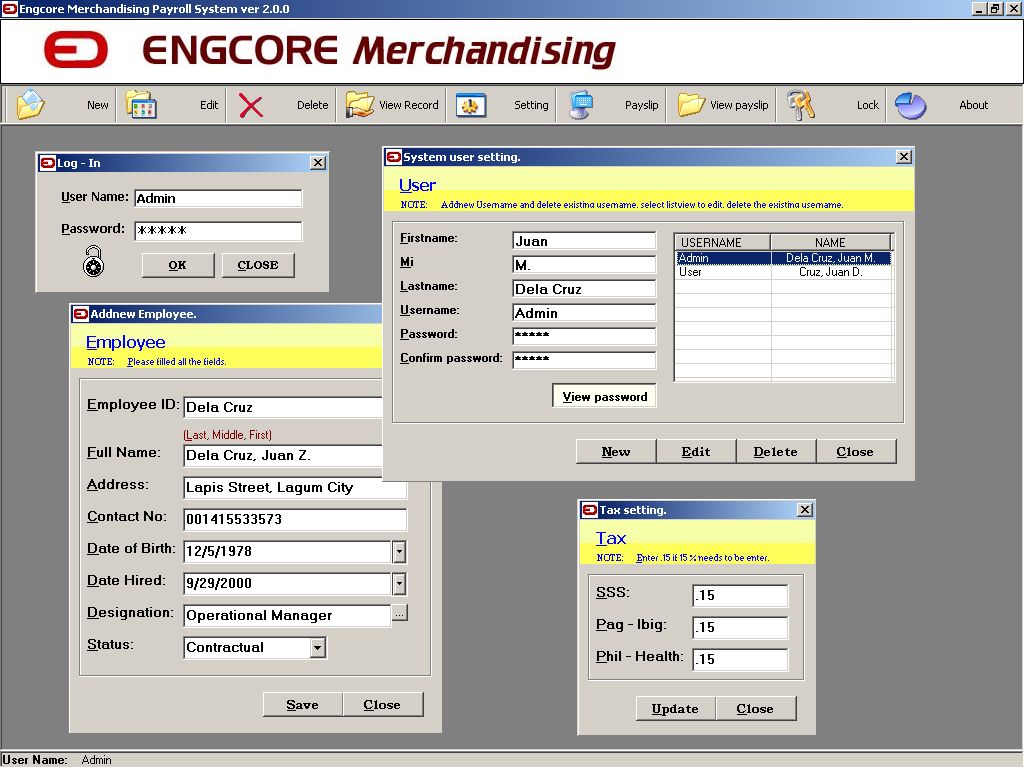 Engcore Merchandising Payroll System ver 2.0.0
ENGCORE Merchandising
New Edit Delete View Record Setting Payslip View payslip Lock About
Log - In
User Name: Admin
Password: *****
OK CLOSE
System user setting.
User
NOTE: Addnew Username and delete existing username. select listview to edit. delete the existing username.
Firstname: Juan
Mi M.
Lastname: Dela Cruz
Username: Admin
Password: *****
Confirm password: *****
View password
USERNAME NAME
Admin Dela Cruz, Juan M.
User Cruz, Juan D.
New Edit Delete Close
Addnew Employee.
Employee
NOTE: Please filled all the fields.
Employee ID: Dela Cruz
(Last, Middle, First)
Full Name: Dela Cruz, Juan Z.
Address: Lapis Street, Lagum City
Contact No: 001415533573
Date of Birth: 12/5/1978
Date Hired: 9/29/2000
Designation: Operational Manager ...
Status: Contractual
Save Close
Tax setting.
Tax
NOTE: Enter .15 if 15 % needs to be enter.
SSS: .15
Pag - Ibig: .15
Phil - Health: .15
Update Close
User Name: Admin